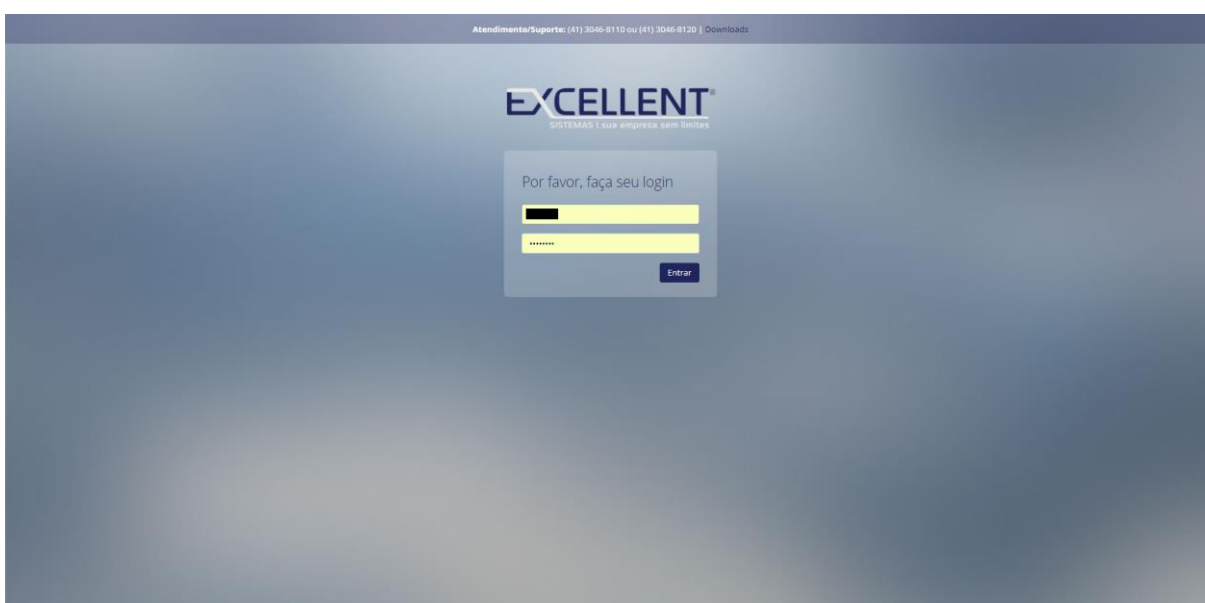 Atendimento/Suporte: (41) 3046-8110 ou (41) 3046-8120 | Downloads
EXCELLENT®
SISTEMAS | sua empresa sem limites
Por favor, faça seu login
••••••••
Entrar